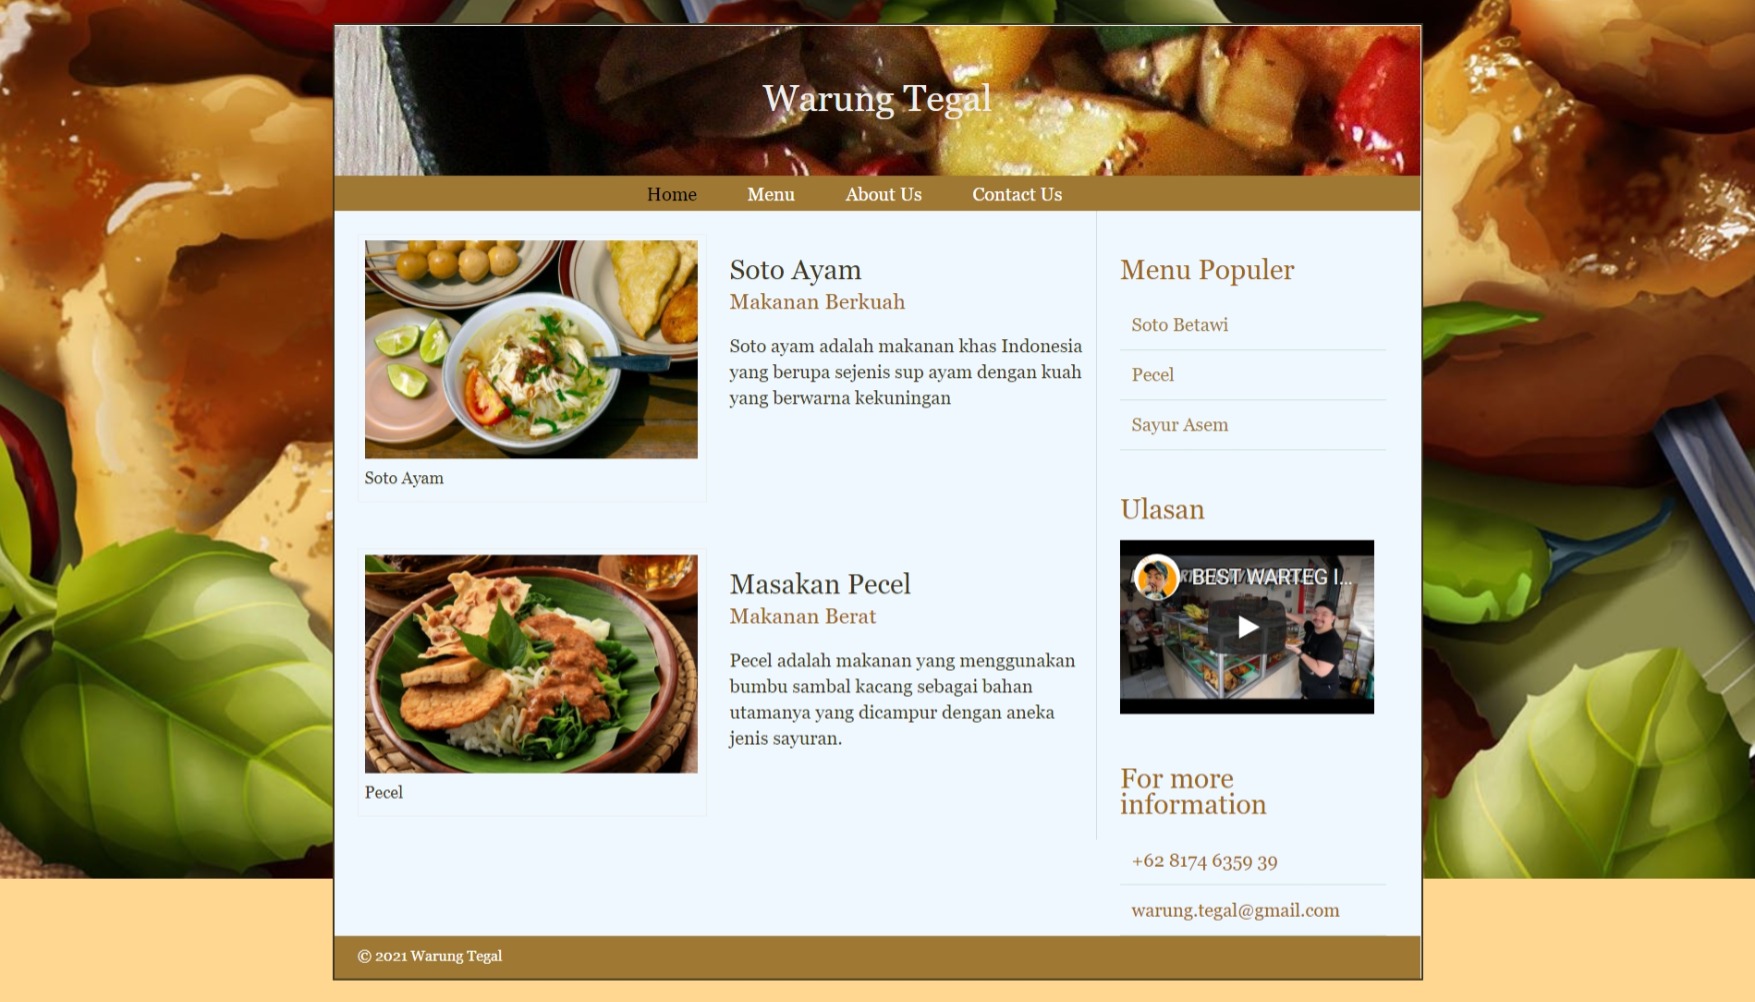 Warung Tegal
Home
Menu
About Us
Contact Us
Soto Ayam
Soto Ayam
Makanan Berkuah
Soto ayam adalah makanan khas Indonesia
yang berupa sejenis sup ayam dengan kuah
yang berwarna kekuningan
Pecel
Masakan Pecel
Makanan Berat
Pecel adalah makanan yang menggunakan
bumbu sambal kacang sebagai bahan
utamanya yang dicampur dengan aneka
jenis sayuran.
Menu Populer
Soto Betawi
Pecel
Sayur Asem
Ulasan
BEST WARTEG I...
For more
information
+62 8174 6359 39
warung.tegal@gmail.com
© 2021 Warung Tegal